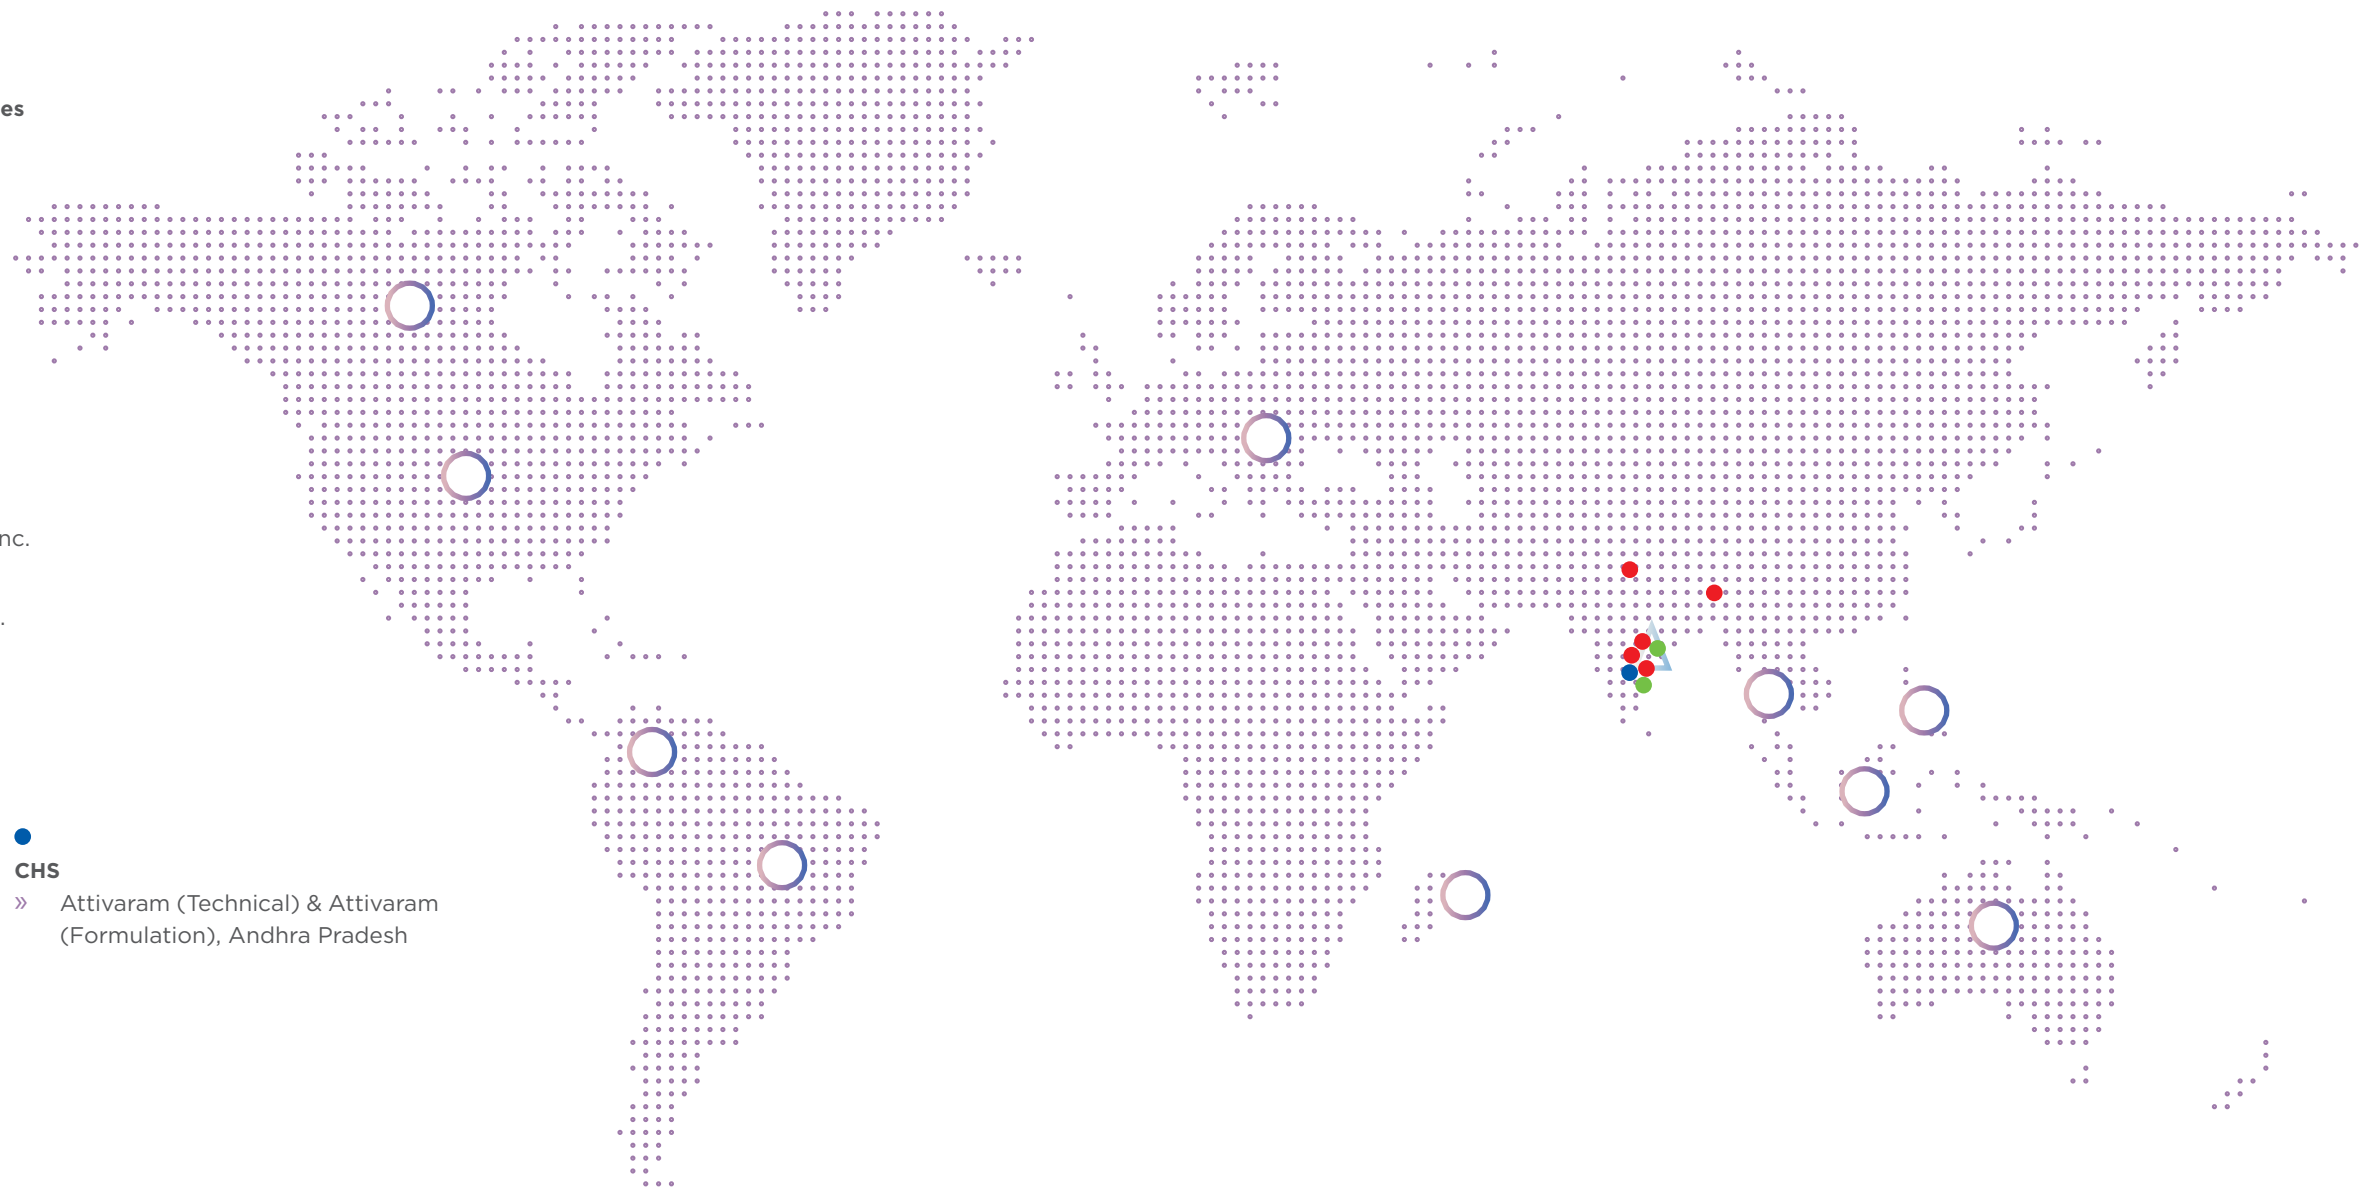 es
nc.
.
CHS
» Attivaram (Technical) & Attivaram
(Formulation), Andhra Pradesh